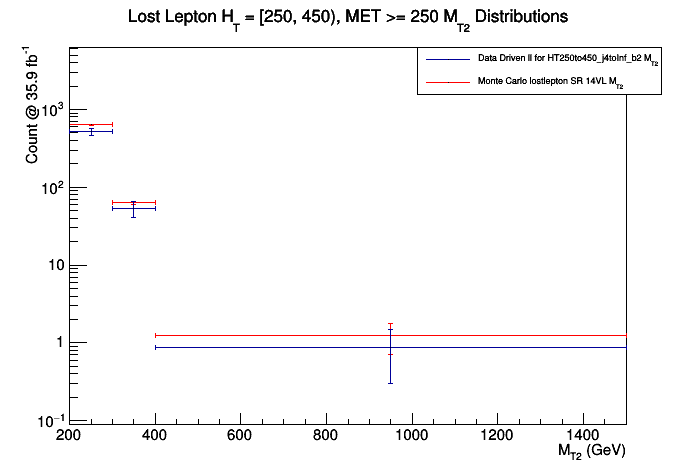 Lost Lepton H_T = [250, 450), MET >= 250 M_T2 Distributions
Data Driven II for HT250to450_j4toInf_b2 M_T2
Monte Carlo lostlepton SR 14VL M_T2
Count @ 35.9 fb^-1
10^3
10^2
10
1
10^-1
200 400 600 800 1000 1200 1400
M_T2 (GeV)